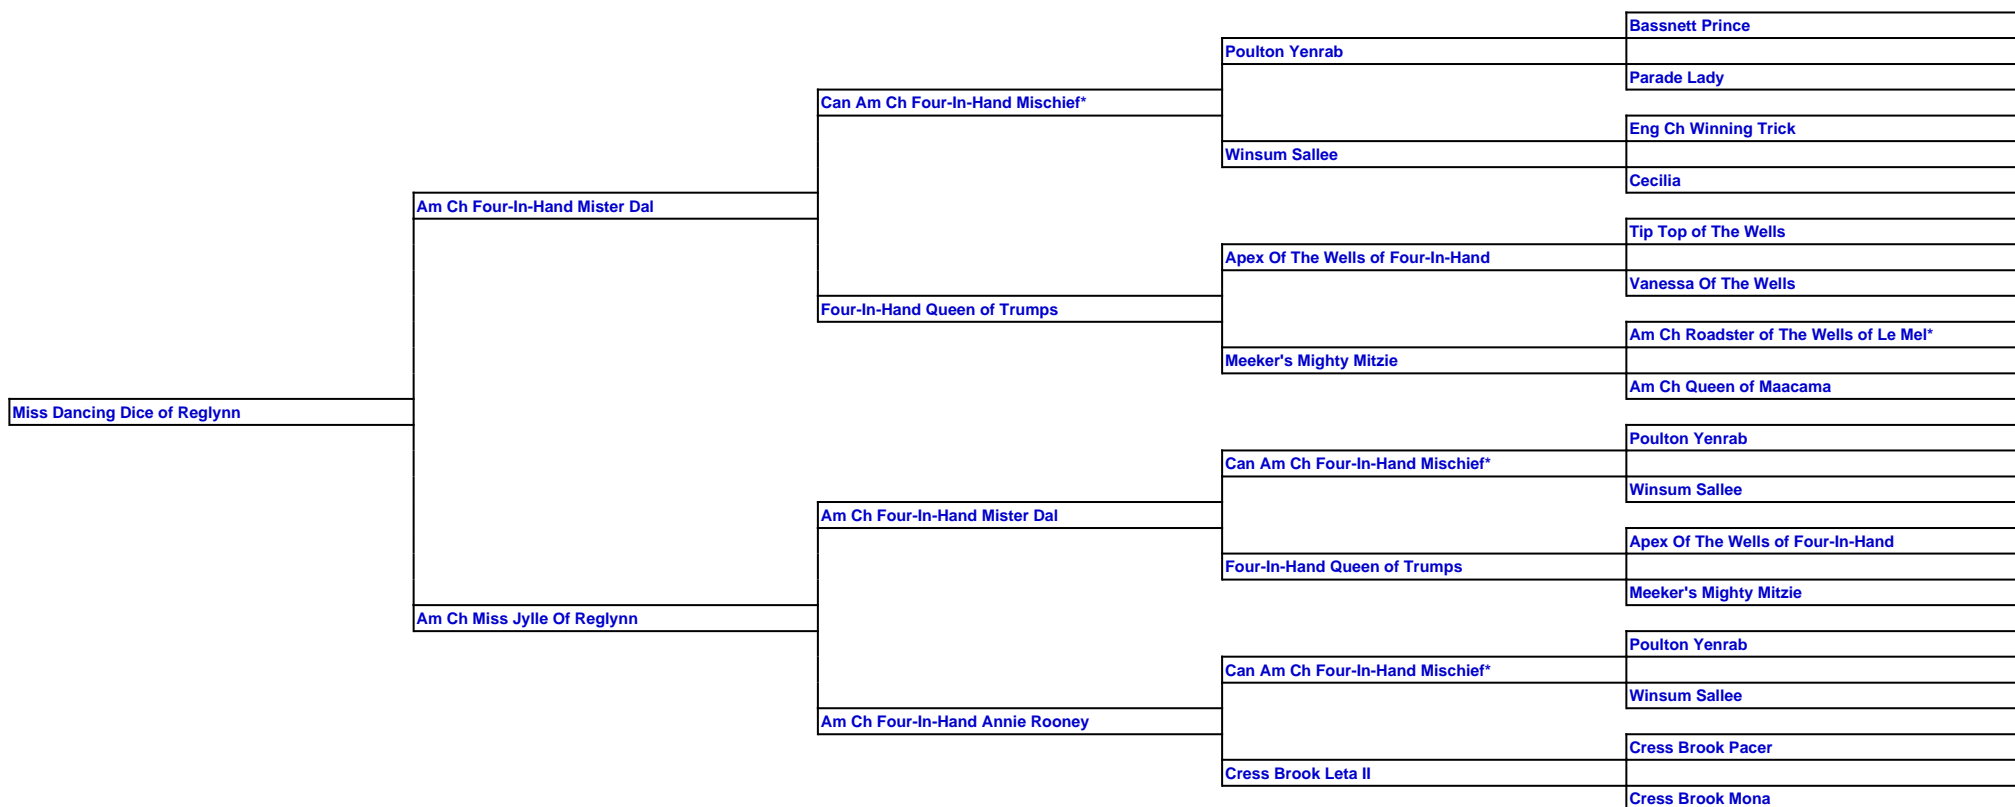 Bassnett Prince
Poulton Yenrab
Parade Lady
Can Am Ch Four-In-Hand Mischief*
Eng Ch Winning Trick
Winsum Sallee
Cecilia
Am Ch Four-In-Hand Mister Dal
Tip Top of The Wells
Apex Of The Wells of Four-In-Hand
Vanessa Of The Wells
Four-In-Hand Queen of Trumps
Am Ch Roadster of The Wells of Le Mel*
Meeker's Mighty Mitzie
Am Ch Queen of Maacama
Miss Dancing Dice of Reglynn
Poulton Yenrab
Can Am Ch Four-In-Hand Mischief*
Winsum Sallee
Am Ch Four-In-Hand Mister Dal
Apex Of The Wells of Four-In-Hand
Four-In-Hand Queen of Trumps
Meeker's Mighty Mitzie
Am Ch Miss Jylle Of Reglynn
Poulton Yenrab
Can Am Ch Four-In-Hand Mischief*
Winsum Sallee
Am Ch Four-In-Hand Annie Rooney
Cress Brook Pacer
Cress Brook Leta II
Cress Brook Mona